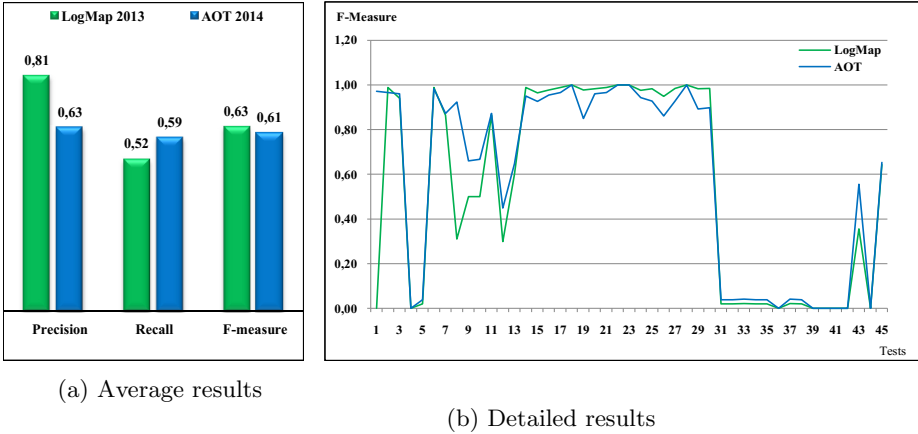 LogMap 2013
AOT 2014
0,81
0,63
0,52
0,59
0,63
0,61
Precision
Recall
F-measure
(a) Average results
F-Measure
1,20
1,00
0,80
0,60
0,40
0,20
0,00
LogMap
AOT
1 3 5 7 9 11 13 15 17 19 21 23 25 27 29 31 33 35 37 39 41 43 45
Tests
(b) Detailed results